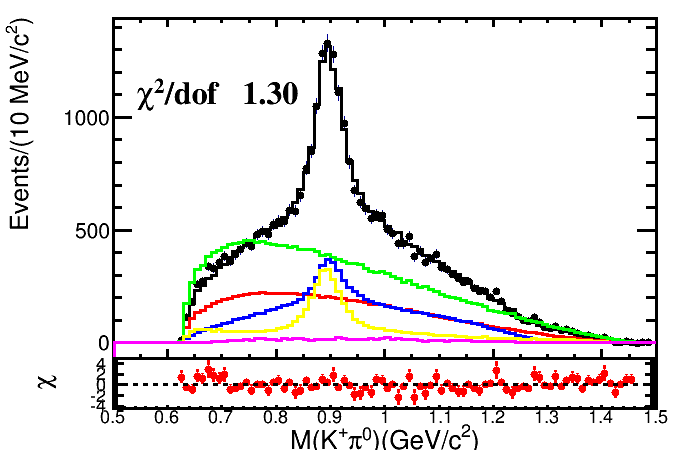 Events/(10 MeV/c²)
χ²/dof 1.30
1000
500
0
χ
4
2
0
-2
-4
0.5 0.6 0.7 0.8 0.9 1 1.1 1.2 1.3 1.4 1.5
M(K⁺π⁰)(GeV/c²)